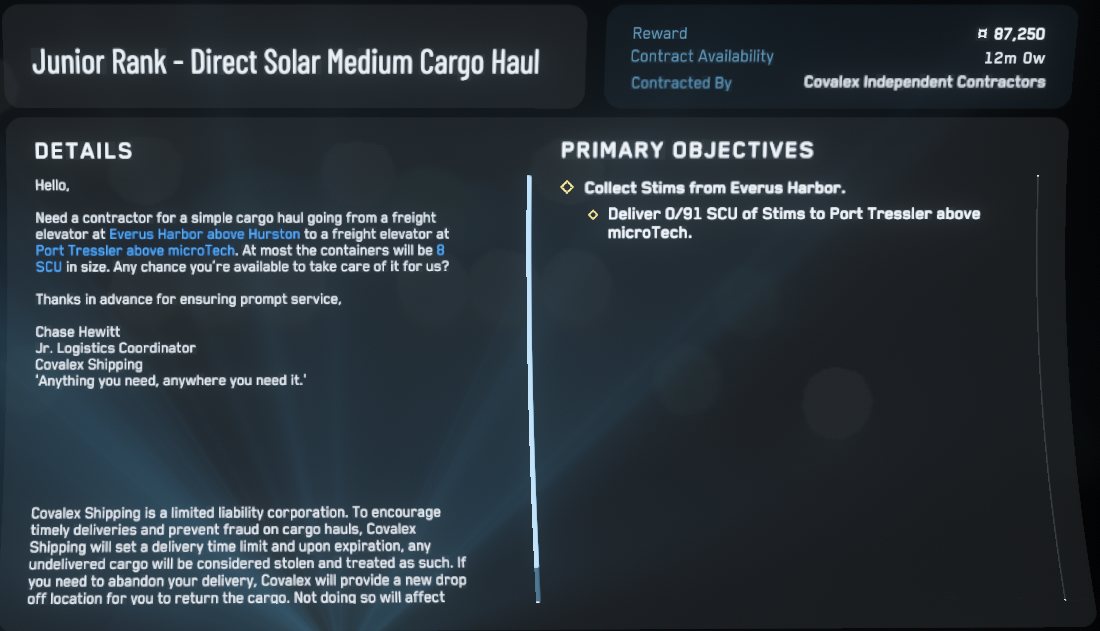 Junior Rank - Direct Solar Medium Cargo Haul
Reward ¤ 87,250
Contract Availability 12m 0w
Contracted By Covalex Independent Contractors
DETAILS
Hello,
Need a contractor for a simple cargo haul going from a freight
elevator at Everus Harbor above Hurston to a freight elevator at
Port Tressler above microTech. At most the containers will be 8
SCU in size. Any chance you're available to take care of it for us?
Thanks in advance for ensuring prompt service,
Chase Hewitt
Jr. Logistics Coordinator
Covalex Shipping
'Anything you need, anywhere you need it.'
Covalex Shipping is a limited liability corporation. To encourage
timely deliveries and prevent fraud on cargo hauls, Covalex
Shipping will set a delivery time limit and upon expiration, any
undelivered cargo will be considered stolen and treated as such. If
you need to abandon your delivery, Covalex will provide a new drop
off location for you to return the cargo. Not doing so will affect
PRIMARY OBJECTIVES
Collect Stims from Everus Harbor.
Deliver 0/91 SCU of Stims to Port Tressler above
microTech.